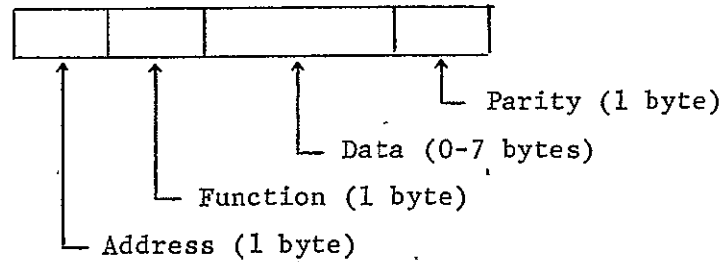 Parity (1 byte)
Data (0-7 bytes)
Function (1 byte)
Address (1 byte)